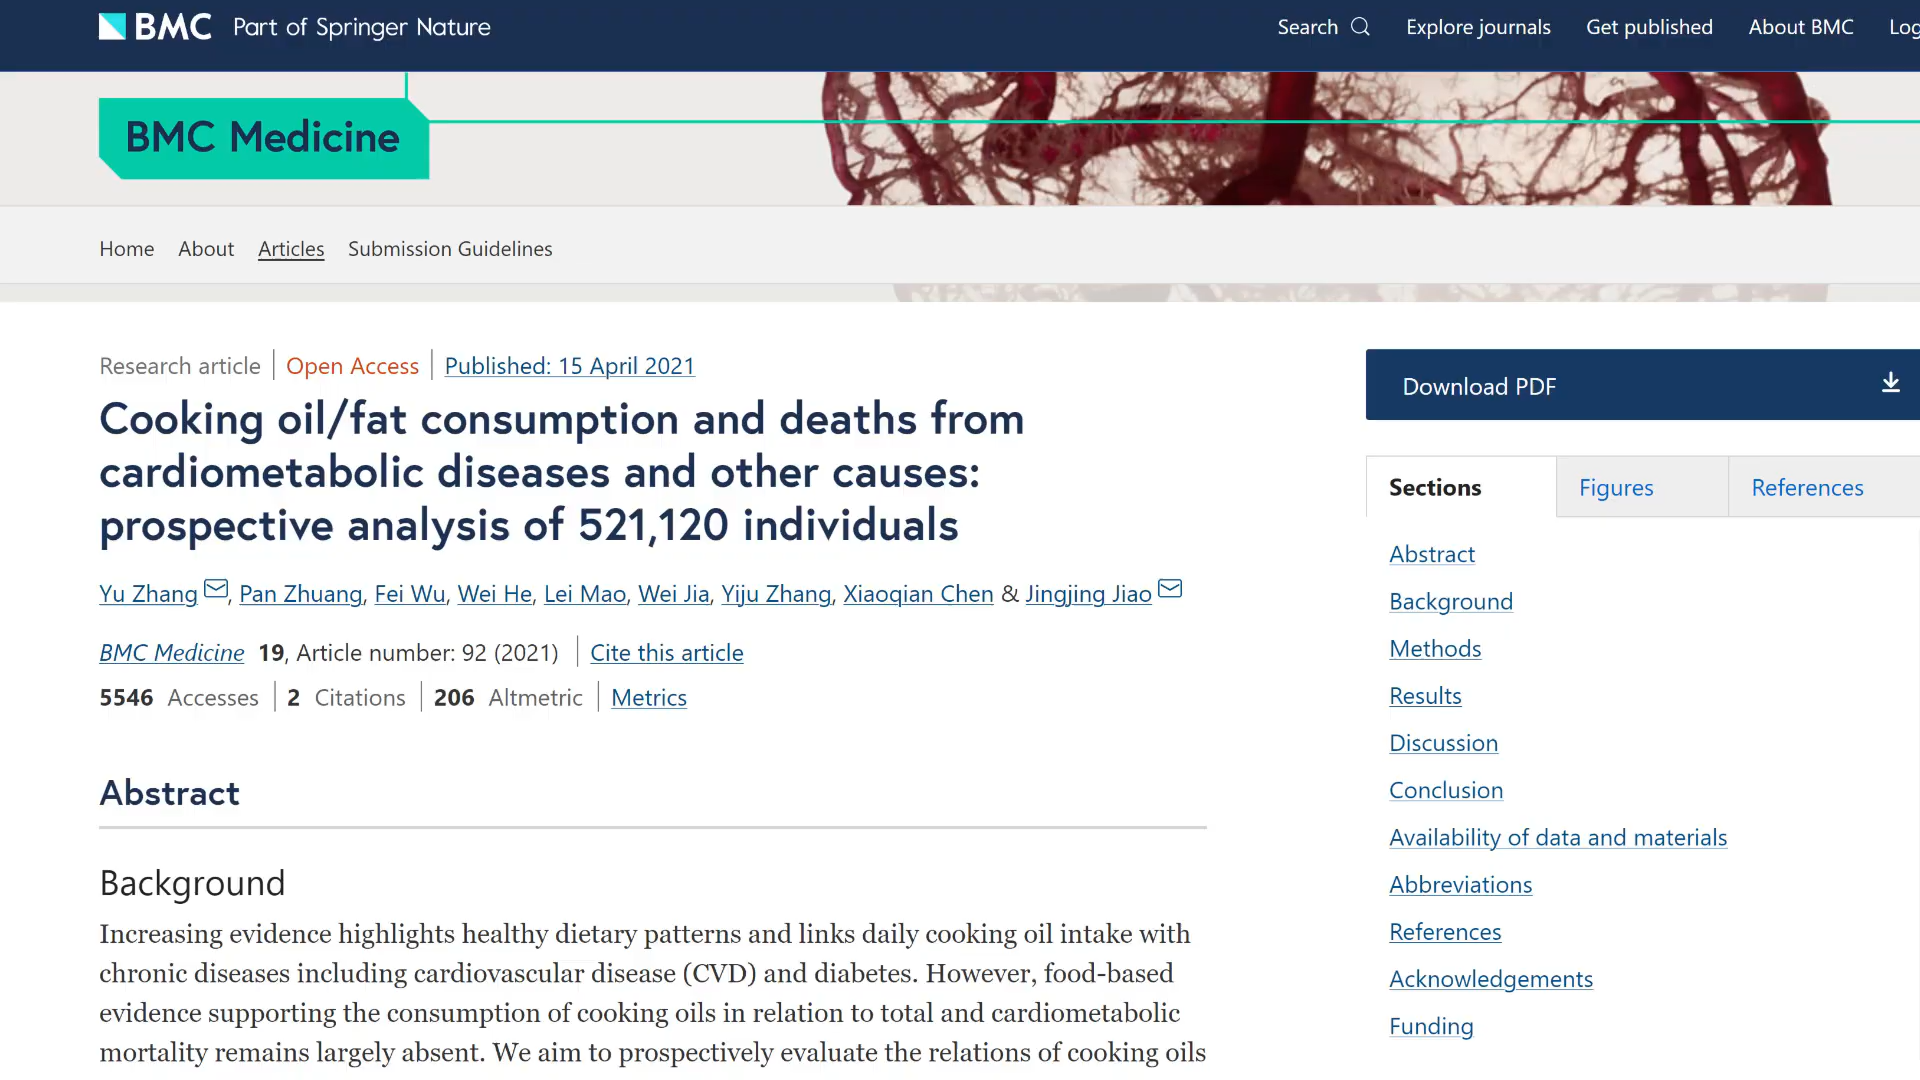 BMC Part of Springer Nature
Search Explore journals Get published About BMC
BMC Medicine
Home About Articles Submission Guidelines
Research article Open Access Published: 15 April 2021
Cooking oil/fat consumption and deaths from
cardiometabolic diseases and other causes:
prospective analysis of 521,120 individuals
Yu Zhang, Pan Zhuang, Fei Wu, Wei He, Lei Mao, Wei Jia, Yiju Zhang, Xiaoqian Chen & Jingjing Jiao
BMC Medicine 19, Article number: 92 (2021) Cite this article
5546 Accesses 2 Citations 206 Altmetric Metrics
Abstract
Background
Increasing evidence highlights healthy dietary patterns and links daily cooking oil intake with
chronic diseases including cardiovascular disease (CVD) and diabetes. However, food-based
evidence supporting the consumption of cooking oils in relation to total and cardiometabolic
mortality remains largely absent. We aim to prospectively evaluate the relations of cooking oils
Download PDF
Sections Figures References
Abstract
Background
Methods
Results
Discussion
Conclusion
Availability of data and materials
Abbreviations
References
Acknowledgements
Funding